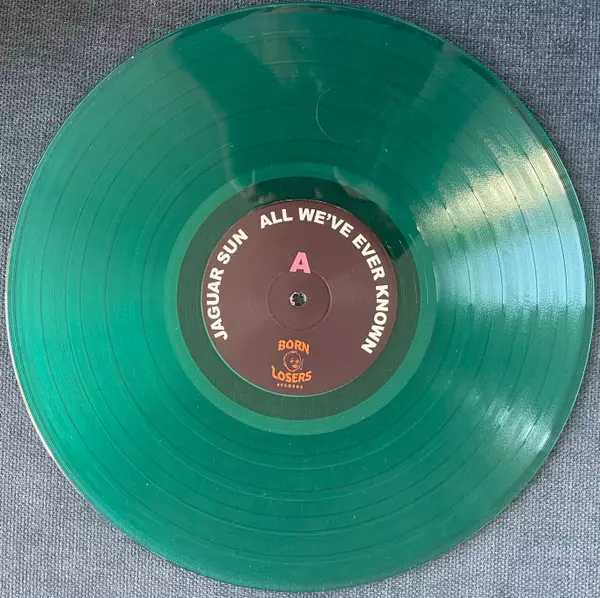 JAGUAR SUN ALL WE'VE EVER KNOWN
A
BORN
LOSERS
RECORDS